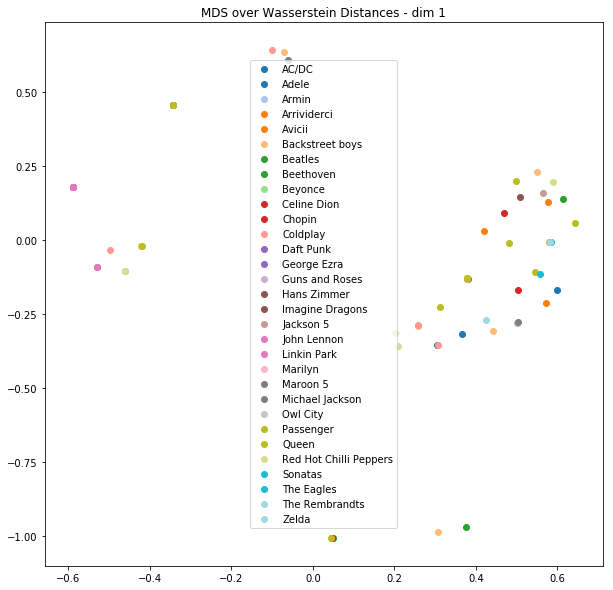 MDS over Wasserstein Distances - dim 1
0.50
0.25
0.00
−0.25
−0.50
−0.75
−1.00
AC/DC
Adele
Armin
Arrividerci
Avicii
Backstreet boys
Beatles
Beethoven
Beyonce
Celine Dion
Chopin
Coldplay
Daft Punk
George Ezra
Guns and Roses
Hans Zimmer
Imagine Dragons
Jackson 5
John Lennon
Linkin Park
Marilyn
Maroon 5
Michael Jackson
Owl City
Passenger
Queen
Red Hot Chilli Peppers
Sonatas
The Eagles
The Rembrandts
Zelda
−0.6 −0.4 −0.2 0.0 0.2 0.4 0.6